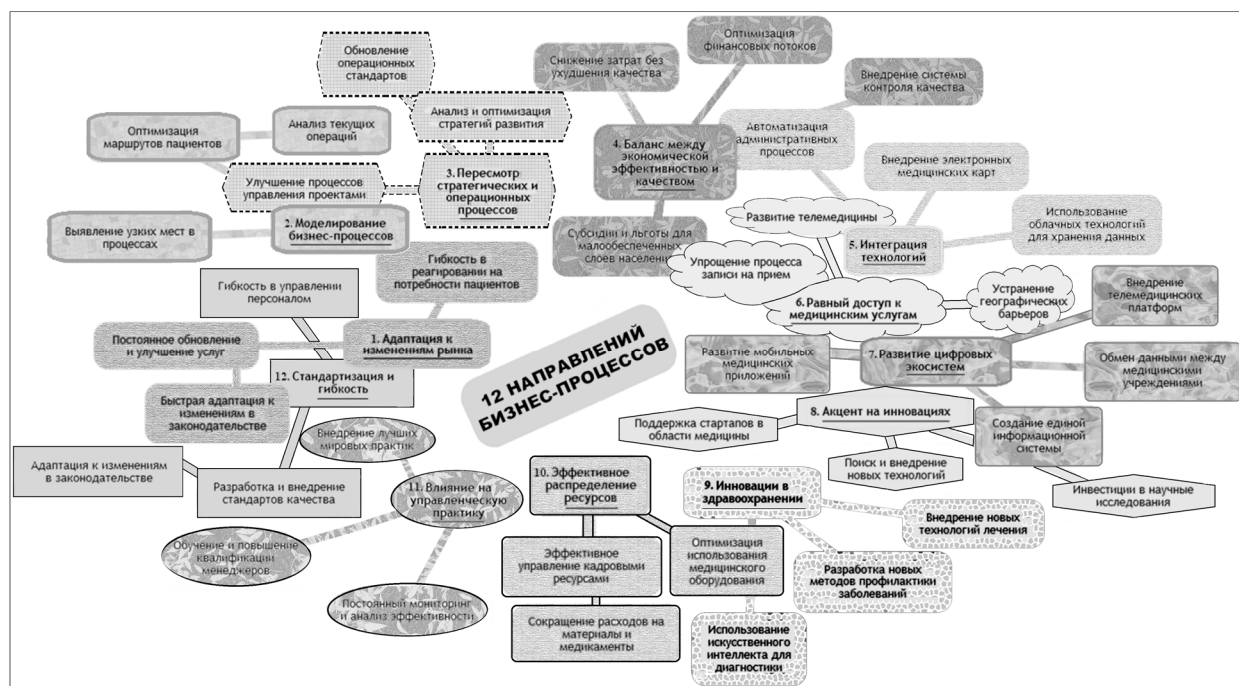 Обновление
операционных
стандартов
Анализ и оптимизация
стратегий развития
3. Пересмотр
стратегических и
операционных
процессов
Улучшение процессов
управления проектами
Оптимизация
маршрутов пациентов
Анализ текущих
операций
2. Моделирование
бизнес-процессов
Выявление узких мест в
процессах
Снижение затрат без
ухудшения качества
Оптимизация
финансовых потоков
4. Баланс между
экономической
эффективностью и
качеством
Субсидии и льготы для
малообеспеченных
слоев населения
Внедрение системы
контроля качества
Автоматизация
административных
процессов
Внедрение электронных
медицинских карт
5. Интеграция
технологий
Использование
облачных технологий
для хранения данных
Развитие телемедицины
Упрощение процесса
записи на прием
6. Равный доступ к
медицинским услугам
Устранение
географических
барьеров
Внедрение
телемедицинских
платформ
Развитие мобильных
медицинских
приложений
7. Развитие цифровых
экосистем
Обмен данными между
медицинскими
учреждениями
Создание единой
информационной
системы
8. Акцент на инновациях
Поддержка стартапов в
области медицины
Поиск и внедрение
новых технологий
Инвестиции в научные
исследования
12 НАПРАВЛЕНИЙ
БИЗНЕС-ПРОЦЕССОВ
Гибкость в
реагировании на
потребности пациентов
1. Адаптация к
изменениям рынка
Постоянное обновление
и улучшение услуг
Быстрая адаптация к
изменениям в
законодательстве
Гибкость в управлении
персоналом
12. Стандартизация и
гибкость
Адаптация к изменениям
в законодательстве
Разработка и внедрение
стандартов качества
Внедрение лучших
мировых практик
11. Влияние на
управленческую
практику
Обучение и повышение
квалификации
менеджеров
Постоянный мониторинг
и анализ эффективности
10. Эффективное
распределение
ресурсов
Эффективное
управление кадровыми
ресурсами
Сокращение расходов на
материалы и
медикаменты
Оптимизация
использования
медицинского
оборудования
9. Инновации в
здравоохранении
Внедрение новых
технологий лечения
Разработка новых
методов профилактики
заболеваний
Использование
искусственного
интеллекта для
диагностики